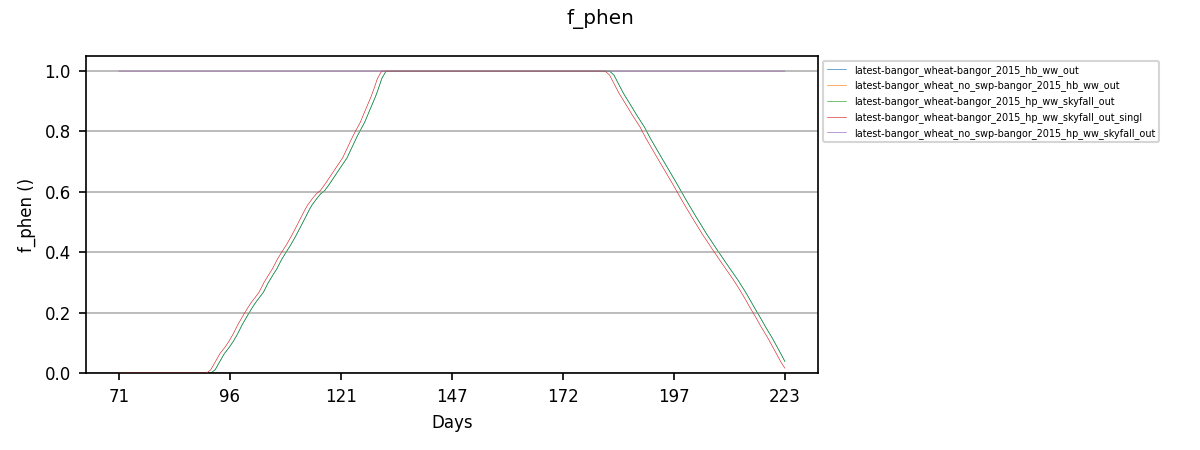 f_phen
1.0
0.8
0.6
0.4
0.2
0.0
f_phen ()
71 96 121 147 172 197 223
Days
latest-bangor_wheat-bangor_2015_hb_ww_out
latest-bangor_wheat_no_swp-bangor_2015_hb_ww_out
latest-bangor_wheat-bangor_2015_hp_ww_skyfall_out
latest-bangor_wheat-bangor_2015_hp_ww_skyfall_out_singl
latest-bangor_wheat_no_swp-bangor_2015_hp_ww_skyfall_out